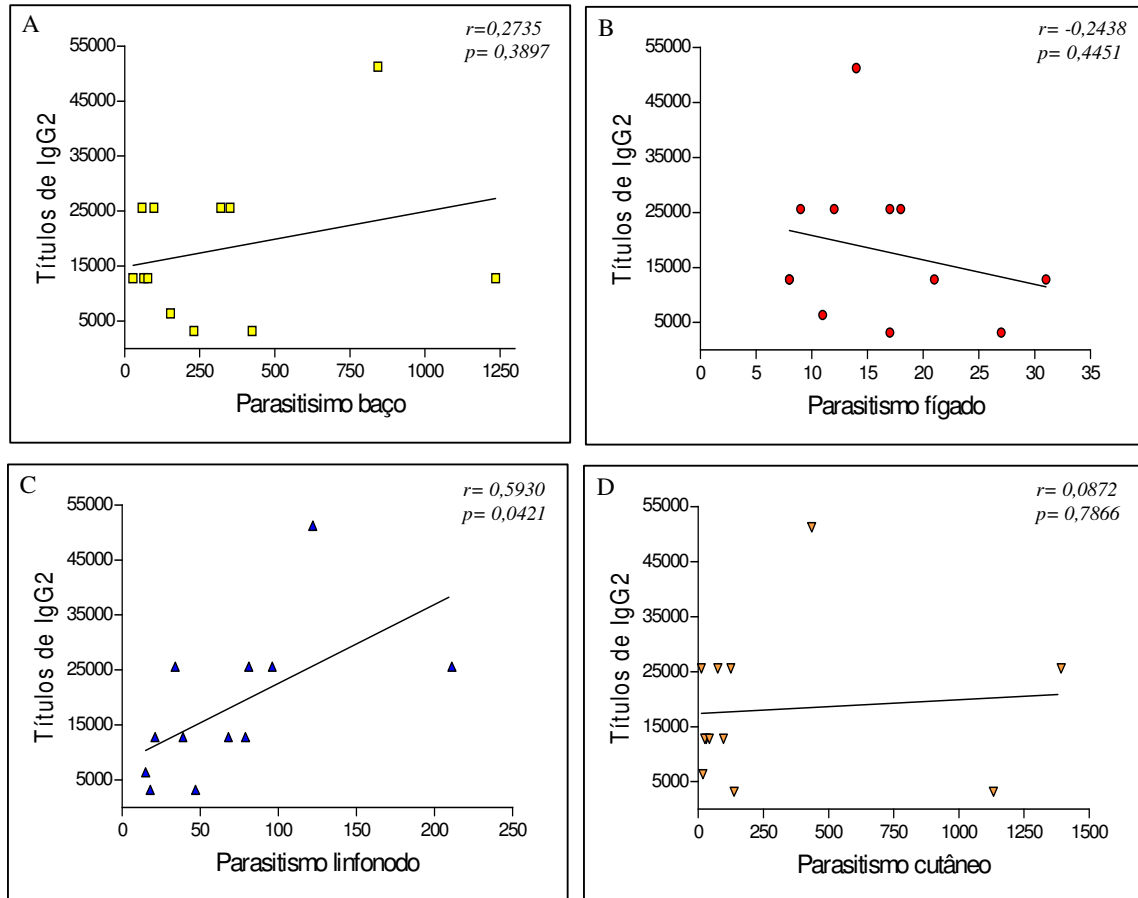 A
r=0,2735
p= 0,3897
Títulos de IgG2
55000
45000
35000
25000
15000
5000
0 250 500 750 1000 1250
Parasitisimo baço
B
r= -0,2438
p= 0,4451
Títulos de IgG2
55000
45000
35000
25000
15000
5000
0 5 10 15 20 25 30 35
Parasitismo fígado
C
r= 0,5930
p= 0,0421
Títulos de IgG2
55000
45000
35000
25000
15000
5000
0 50 100 150 200 250
Parasitismo linfonodo
D
r= 0,0872
p= 0,7866
Títulos de IgG2
55000
45000
35000
25000
15000
5000
0 250 500 750 1000 1250 1500
Parasitismo cutâneo